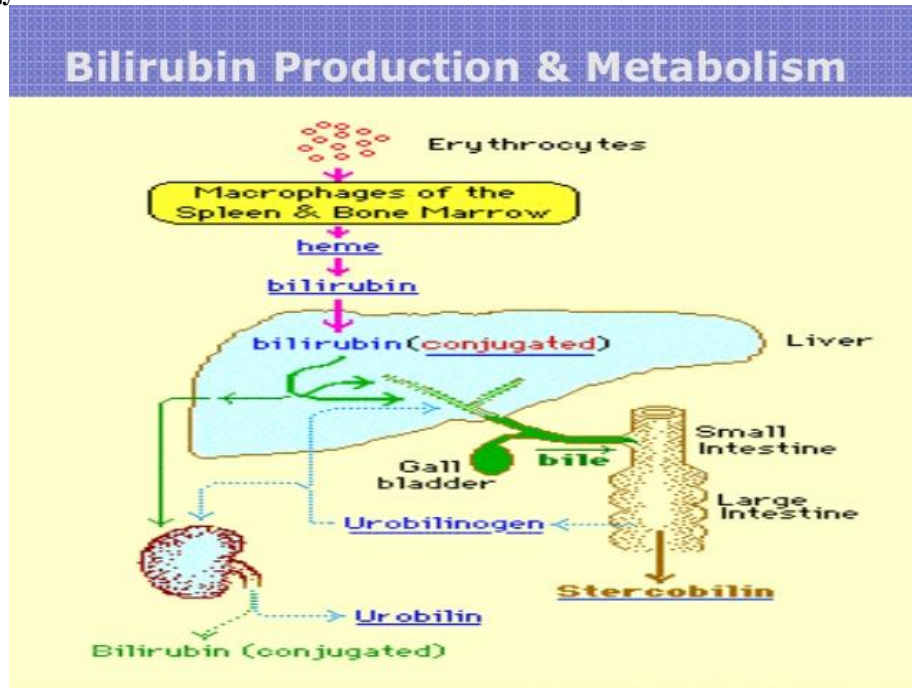 Bilirubin Production & Metabolism
Erythrocytes
Macrophages of the
Spleen & Bone Marrow
heme
bilirubin
bilirubin(conjugated)
Liver
Small
Intestine
Gall
bladder
bile
Large
Intestine
Urobilinogen
Stercobilin
Urobilin
Bilirubin (conjugated)